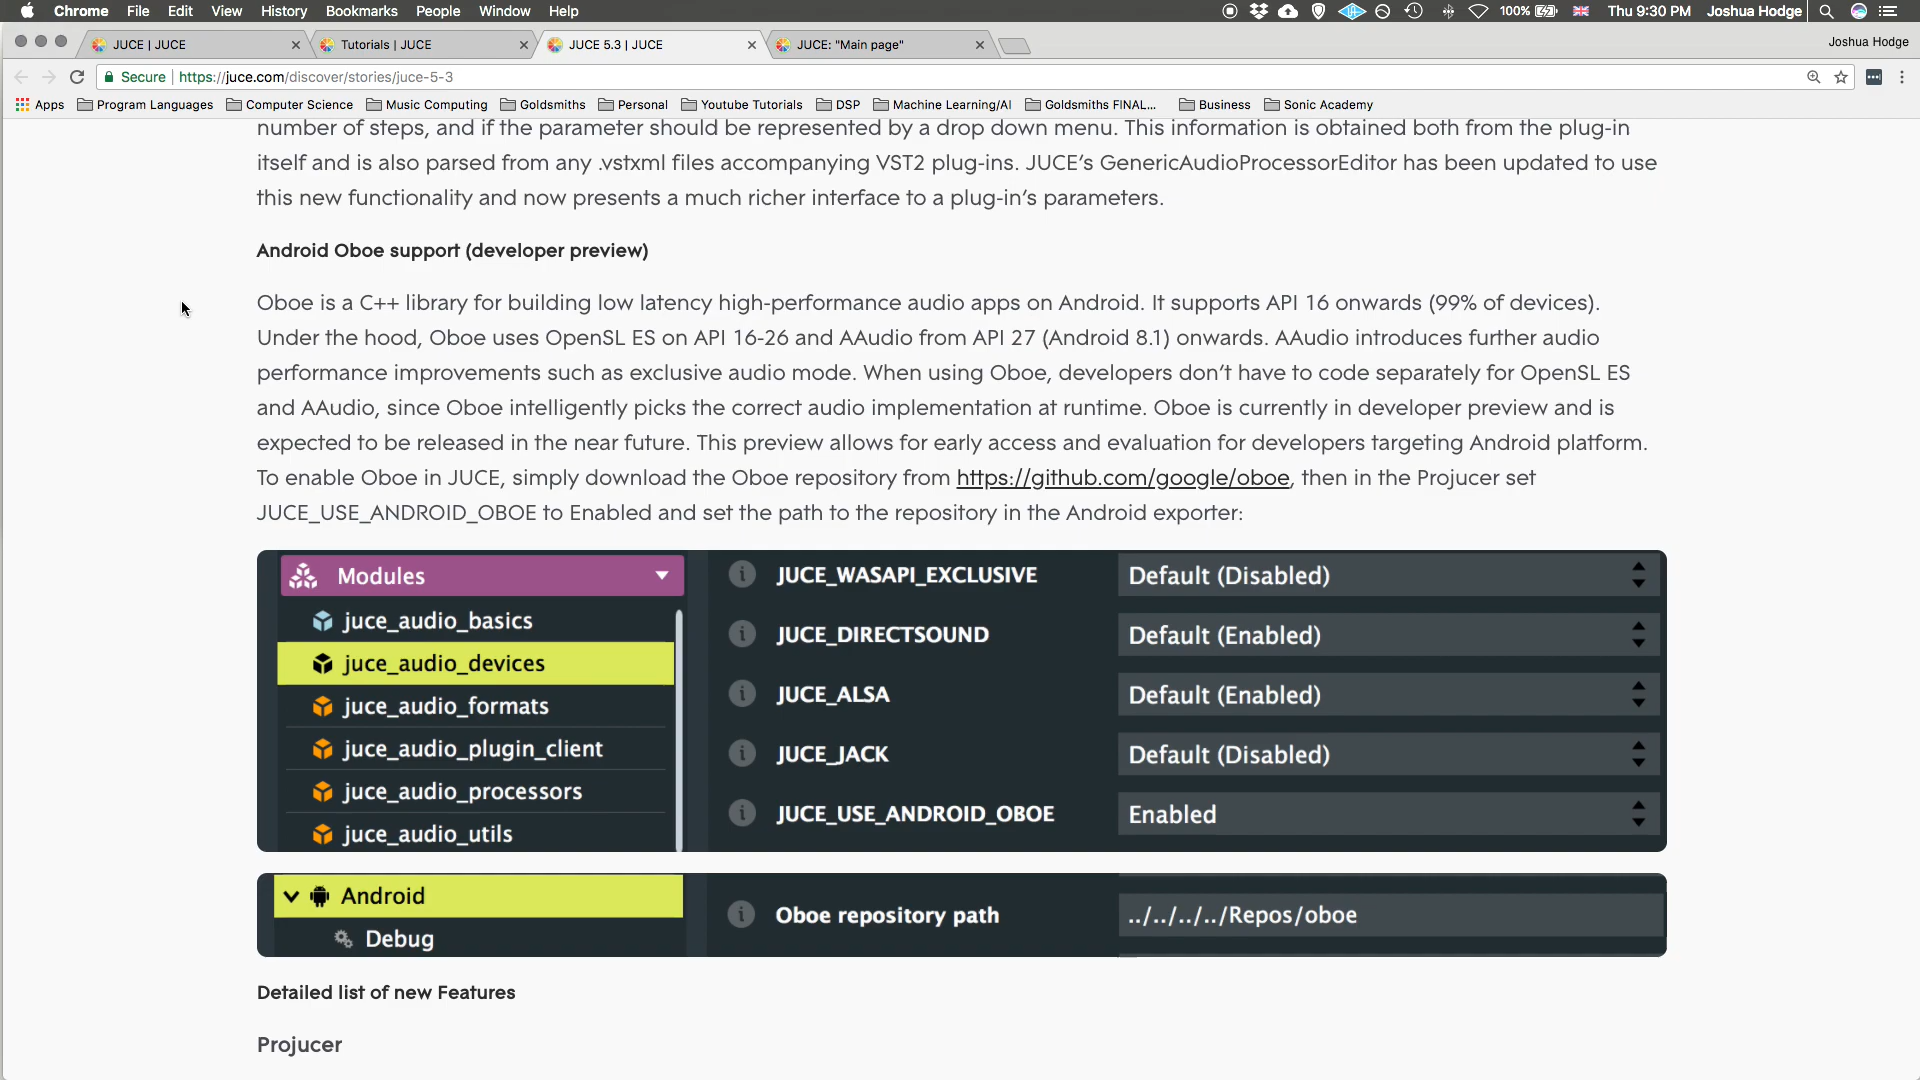 Chrome File Edit View History Bookmarks People Window Help 100% Thu 9:30 PM Joshua Hodge
JUCE | JUCE Tutorials | JUCE JUCE 5.3 | JUCE JUCE: "Main page" Joshua Hodge
Secure https://juce.com/discover/stories/juce-5-3
Apps Program Languages Computer Science Music Computing Goldsmiths Personal Youtube Tutorials DSP Machine Learning/AI Goldsmiths FINAL... Business Sonic Academy
number of steps, and if the parameter should be represented by a drop down menu. This information is obtained both from the plug-in
itself and is also parsed from any .vstxml files accompanying VST2 plug-ins. JUCE’s GenericAudioProcessorEditor has been updated to use
this new functionality and now presents a much richer interface to a plug-in’s parameters.
Android Oboe support (developer preview)
Oboe is a C++ library for building low latency high-performance audio apps on Android. It supports API 16 onwards (99% of devices).
Under the hood, Oboe uses OpenSL ES on API 16-26 and AAudio from API 27 (Android 8.1) onwards. AAudio introduces further audio
performance improvements such as exclusive audio mode. When using Oboe, developers don’t have to code separately for OpenSL ES
and AAudio, since Oboe intelligently picks the correct audio implementation at runtime. Oboe is currently in developer preview and is
expected to be released in the near future. This preview allows for early access and evaluation for developers targeting Android platform.
To enable Oboe in JUCE, simply download the Oboe repository from https://github.com/google/oboe, then in the Projucer set
JUCE_USE_ANDROID_OBOE to Enabled and set the path to the repository in the Android exporter:
Modules JUCE_WASAPI_EXCLUSIVE Default (Disabled)
juce_audio_basics JUCE_DIRECTSOUND Default (Enabled)
juce_audio_devices
juce_audio_formats JUCE_ALSA Default (Enabled)
juce_audio_plugin_client JUCE_JACK Default (Disabled)
juce_audio_processors
juce_audio_utils JUCE_USE_ANDROID_OBOE Enabled
Android Oboe repository path ../../../../Repos/oboe
Debug
Detailed list of new Features
Projucer